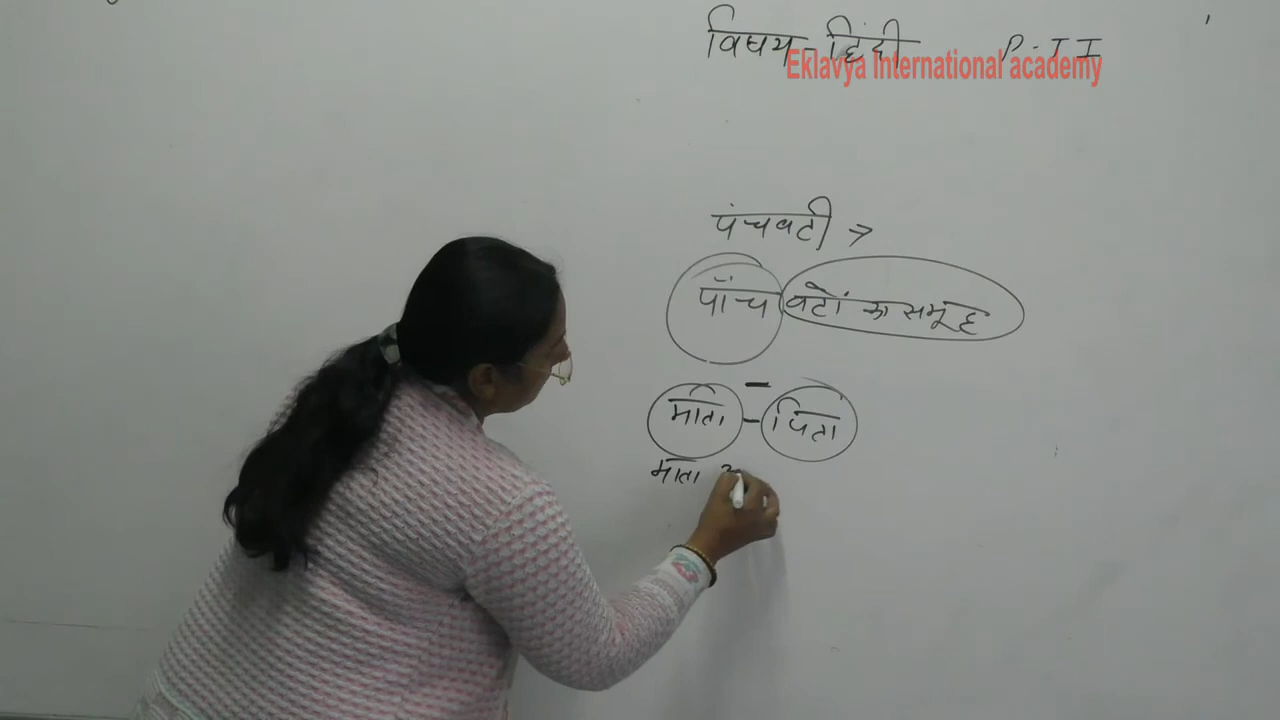 विषय - हिंदी P-II
Eklavya International academy
पंचवटी →
पाँच वटों का समूह
माता - पिता
माता